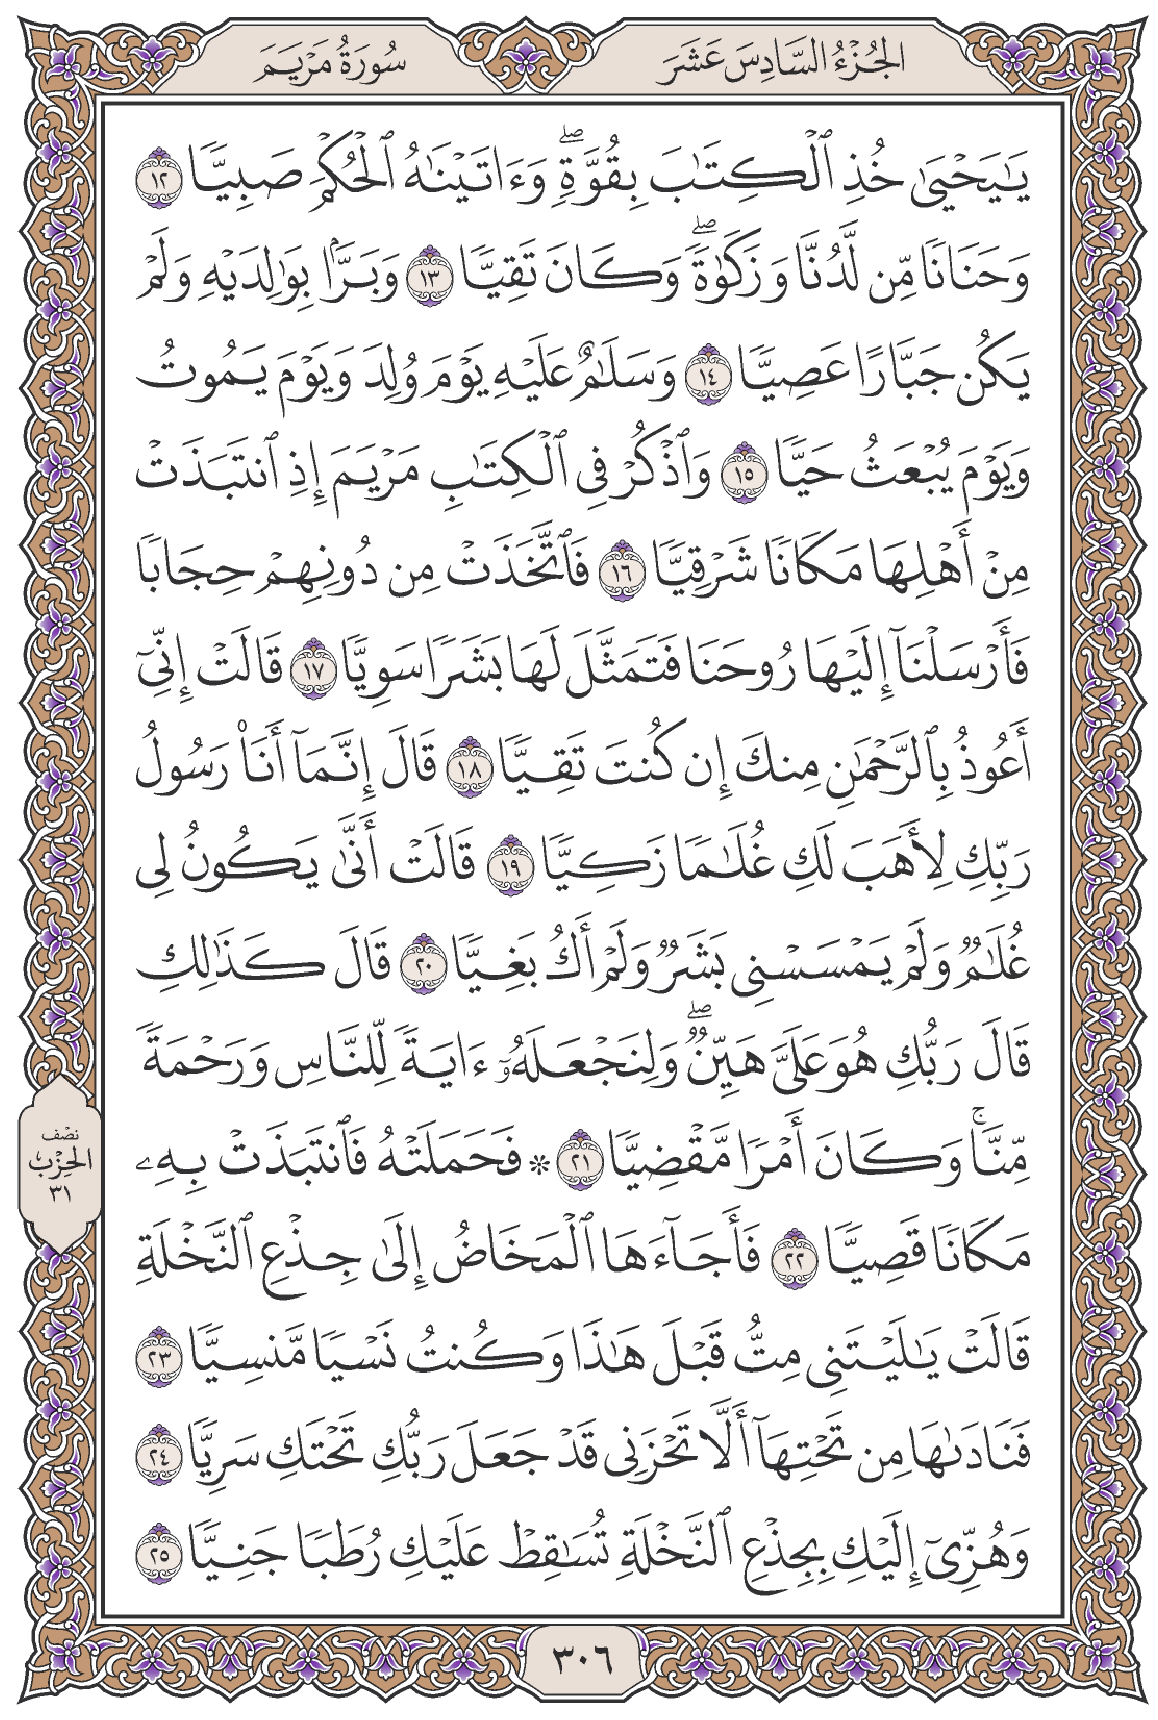 الجُزْءُ السَّادِسَ عَشَرَ
سُورَةُ مَرْيَمَ
يَٰيَحْيَىٰ خُذِ ٱلْكِتَٰبَ بِقُوَّةٖۖ وَءَاتَيْنَٰهُ ٱلْحُكْمَ صَبِيّٗا ١٢
وَحَنَانٗا مِّن لَّدُنَّا وَزَكَوٰةٗۖ وَكَانَ تَقِيّٗا ١٣ وَبَرَّۢا بِوَٰلِدَيْهِ وَلَمْ
يَكُن جَبَّارًا عَصِيّٗا ١٤ وَسَلَٰمٌ عَلَيْهِ يَوْمَ وُلِدَ وَيَوْمَ يَمُوتُ
وَيَوْمَ يُبْعَثُ حَيّٗا ١٥ وَٱذْكُرْ فِي ٱلْكِتَٰبِ مَرْيَمَ إِذِ ٱنتَبَذَتْ
مِنْ أَهْلِهَا مَكَانٗا شَرْقِيّٗا ١٦ فَٱتَّخَذَتْ مِن دُونِهِمْ حِجَابٗا
فَأَرْسَلْنَآ إِلَيْهَا رُوحَنَا فَتَمَثَّلَ لَهَا بَشَرٗا سَوِيّٗا ١٧ قَالَتْ إِنِّيٓ
أَعُوذُ بِٱلرَّحْمَٰنِ مِنكَ إِن كُنتَ تَقِيّٗا ١٨ قَالَ إِنَّمَآ أَنَا۠ رَسُولُ
رَبِّكِ لِأَهَبَ لَكِ غُلَٰمٗا زَكِيّٗا ١٩ قَالَتْ أَنَّىٰ يَكُونُ لِي
غُلَٰمٞ وَلَمْ يَمْسَسْنِي بَشَرٞ وَلَمْ أَكُ بَغِيّٗا ٢٠ قَالَ كَذَٰلِكِ
قَالَ رَبُّكِ هُوَ عَلَيَّ هَيِّنٞۖ وَلِنَجْعَلَهُۥٓ ءَايَةٗ لِّلنَّاسِ وَرَحْمَةٗ
مِّنَّاۚ وَكَانَ أَمْرٗا مَّقْضِيّٗا ٢١ ۞ فَحَمَلَتْهُ فَٱنتَبَذَتْ بِهِۦ
مَكَانٗا قَصِيّٗا ٢٢ فَأَجَآءَهَا ٱلْمَخَاضُ إِلَىٰ جِذْعِ ٱلنَّخْلَةِ
قَالَتْ يَٰلَيْتَنِي مِتُّ قَبْلَ هَٰذَا وَكُنتُ نَسْيٗا مَّنسِيّٗا ٢٣
فَنَادَىٰهَا مِن تَحْتِهَآ أَلَّا تَحْزَنِي قَدْ جَعَلَ رَبُّكِ تَحْتَكِ سَرِيّٗا ٢٤
وَهُزِّيٓ إِلَيْكِ بِجِذْعِ ٱلنَّخْلَةِ تُسَٰقِطْ عَلَيْكِ رُطَبٗا جَنِيّٗا ٢٥
نصْف
الحِزْب
٣١
٣٠٦